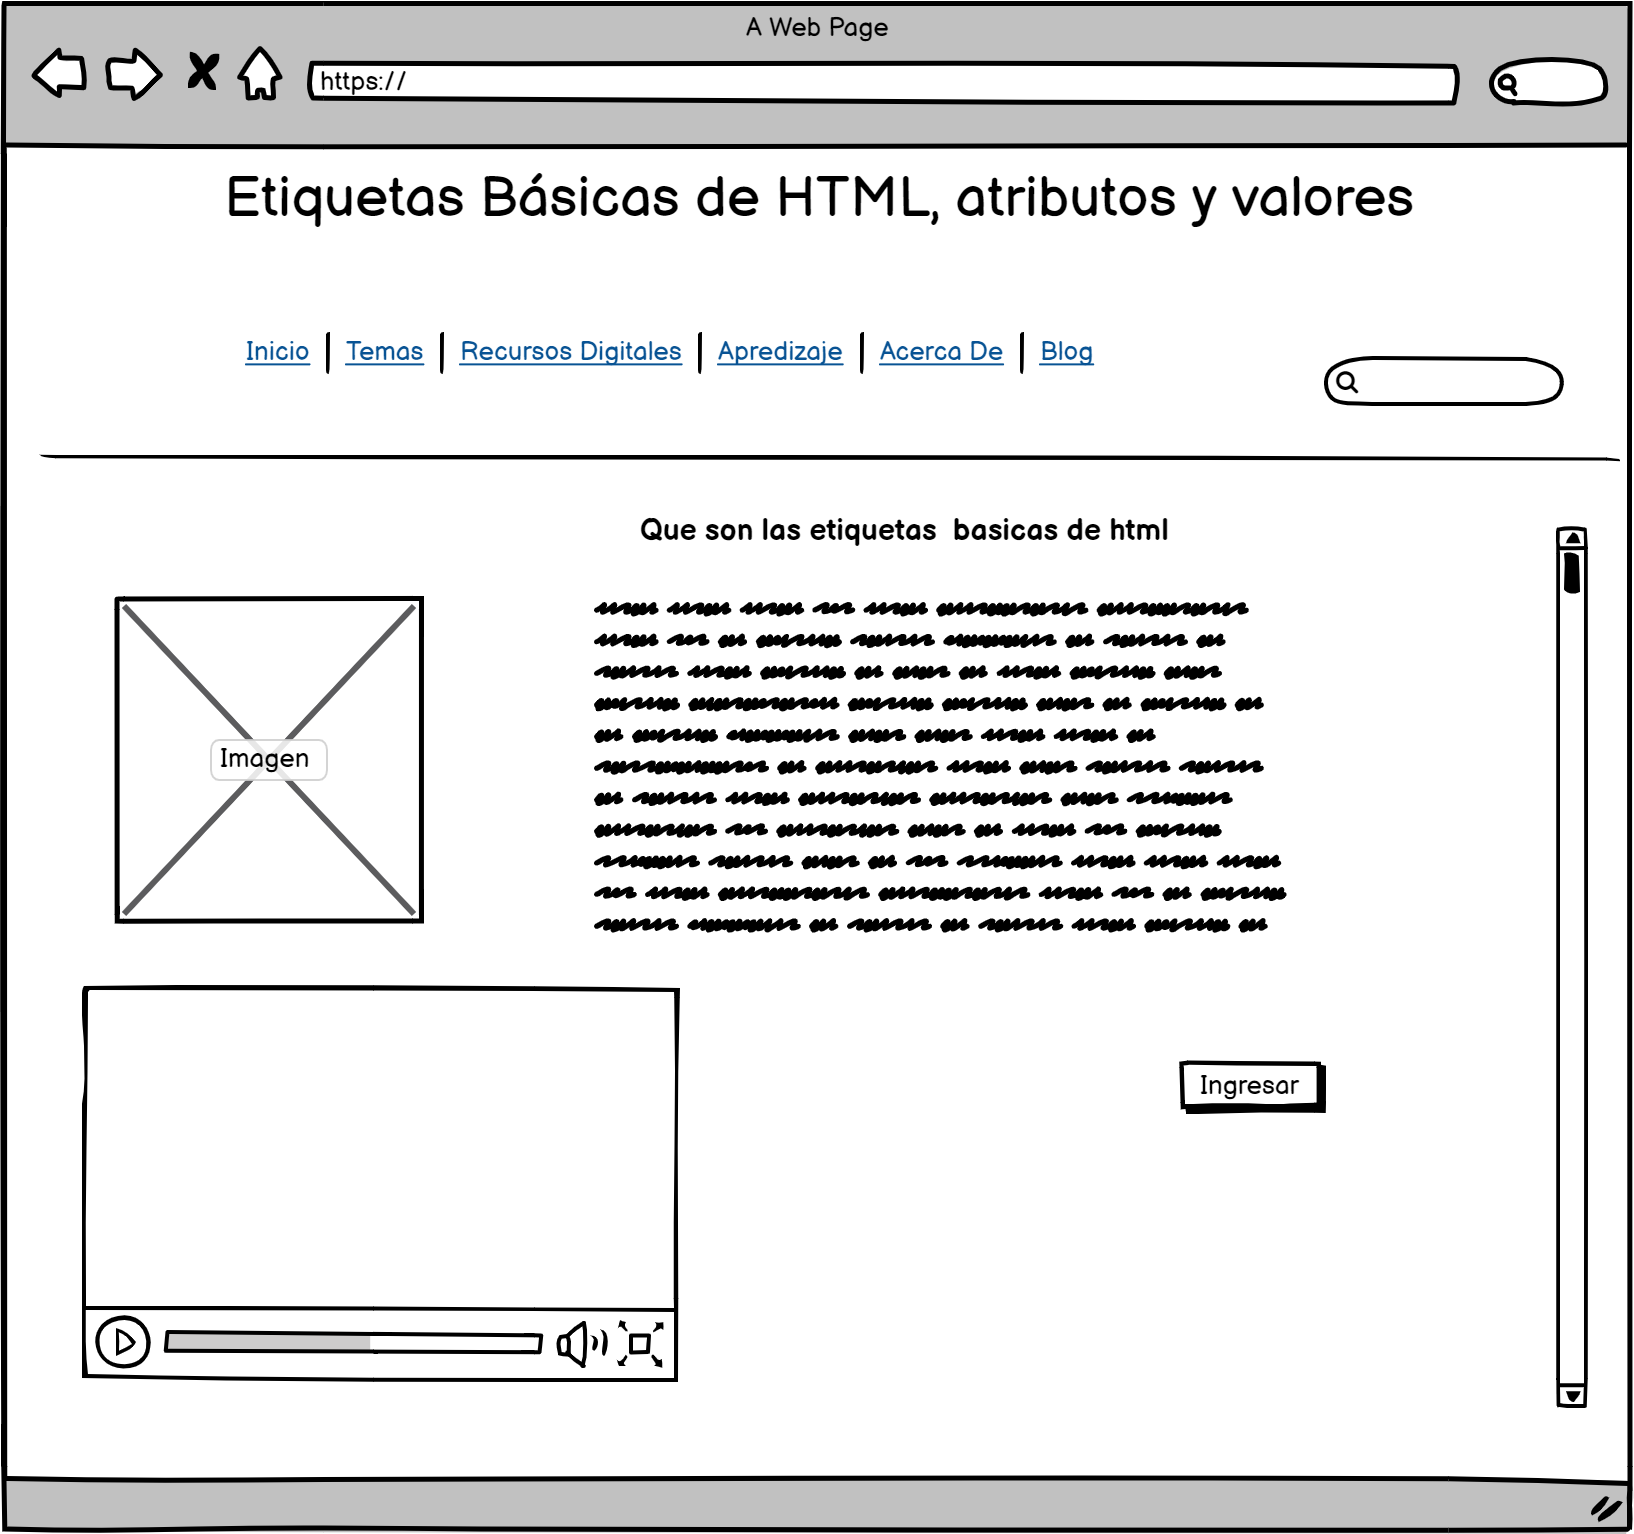 A Web Page
https://
Etiquetas Básicas de HTML, atributos y valores
Inicio
Temas
Recursos Digitales
Apredizaje
Acerca De
Blog
Que son las etiquetas  basicas de html
Imagen
Ingresar